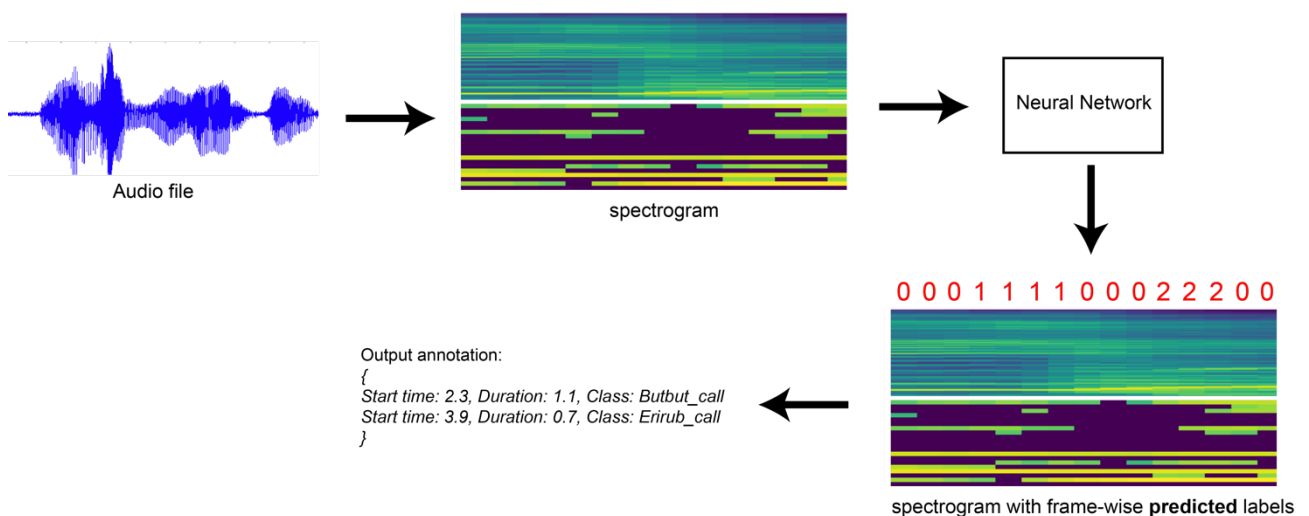 Audio file
spectrogram
Neural Network
0 0 0 1 1 1 1 0 0 0 2 2 2 0 0
spectrogram with frame-wise predicted labels
Output annotation:
{
Start time: 2.3, Duration: 1.1, Class: Butbut_call
Start time: 3.9, Duration: 0.7, Class: Erirub_call
}